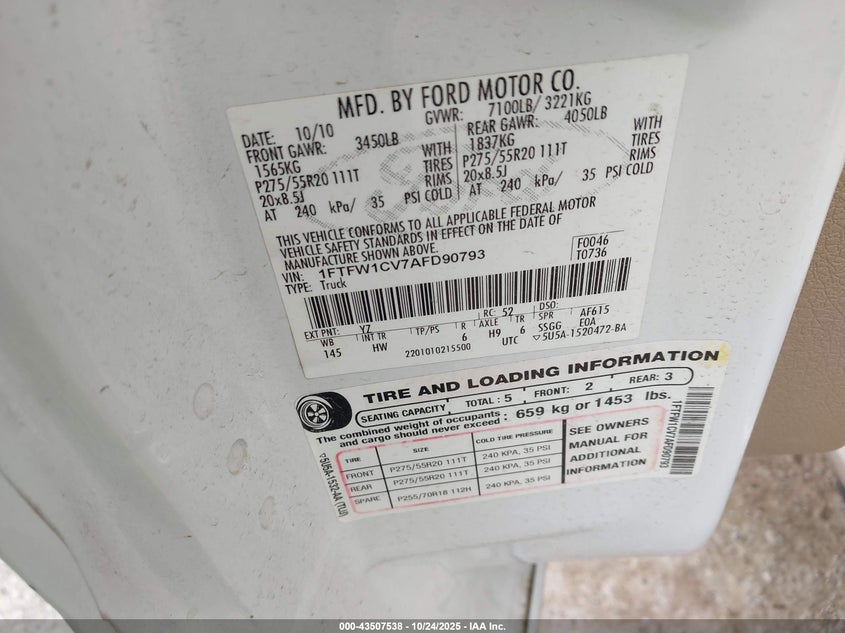 MFD. BY FORD MOTOR CO.
DATE: 10/10 GVWR: 7100LB/ 3221KG
FRONT GAWR: 3450LB REAR GAWR: 4050LB
1565KG WITH 1837KG WITH
P275/55R20 111T TIRES P275/55R20 111T TIRES
20x8.5J RIMS 20x8.5J RIMS
AT 240 kPa/ 35 PSI COLD AT 240 kPa/ 35 PSI COLD
THIS VEHICLE CONFORMS TO ALL APPLICABLE FEDERAL MOTOR
VEHICLE SAFETY STANDARDS IN EFFECT ON THE DATE OF
MANUFACTURE SHOWN ABOVE.
VIN: 1FTFW1CV7AFD90793 F0046
TYPE: Truck T0736
EXT PNT: YZ RC: 52 DSO:
WB INT TR TP/PS R AXLE TR SPR AF615
145 HW 2201010215500 6 H9 6 SSGG EOA
UTC ▽5U5A-1520472-BA
TIRE AND LOADING INFORMATION
SEATING CAPACITY TOTAL: 5 FRONT: 2 REAR: 3
The combined weight of occupants and cargo should never exceed: 659 kg or 1453 lbs.
TIRE SIZE COLD TIRE PRESSURE
FRONT P275/55R20 111T 240 KPA, 35 PSI
REAR P275/55R20 111T 240 KPA, 35 PSI
SPARE P255/70R18 112H 240 KPA, 35 PSI
SEE OWNERS
MANUAL FOR
ADDITIONAL
INFORMATION
▽5U5A-1532-AA (TLU)
1FTFW1CV7AFD90793
000-43507538 - 10/24/2025 - IAA Inc.